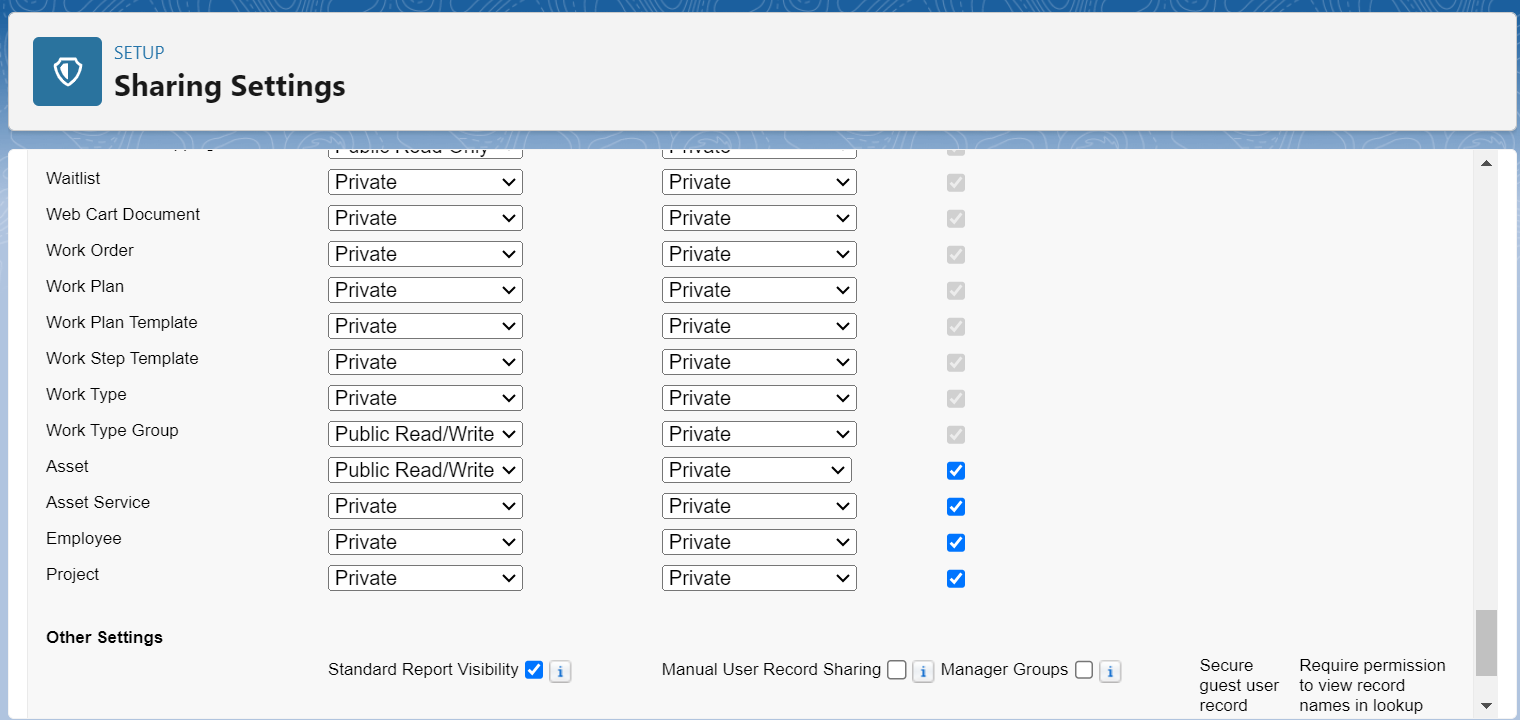 SETUP
Sharing Settings
Public Read Only Private
Waitlist Private Private
Web Cart Document Private Private
Work Order Private Private
Work Plan Private Private
Work Plan Template Private Private
Work Step Template Private Private
Work Type Private Private
Work Type Group Public Read/Write Private
Asset Public Read/Write Private
Asset Service Private Private
Employee Private Private
Project Private Private
Other Settings
Standard Report Visibility i Manual User Record Sharing i Manager Groups i
Secure
guest user
record
Require permission
to view record
names in lookup